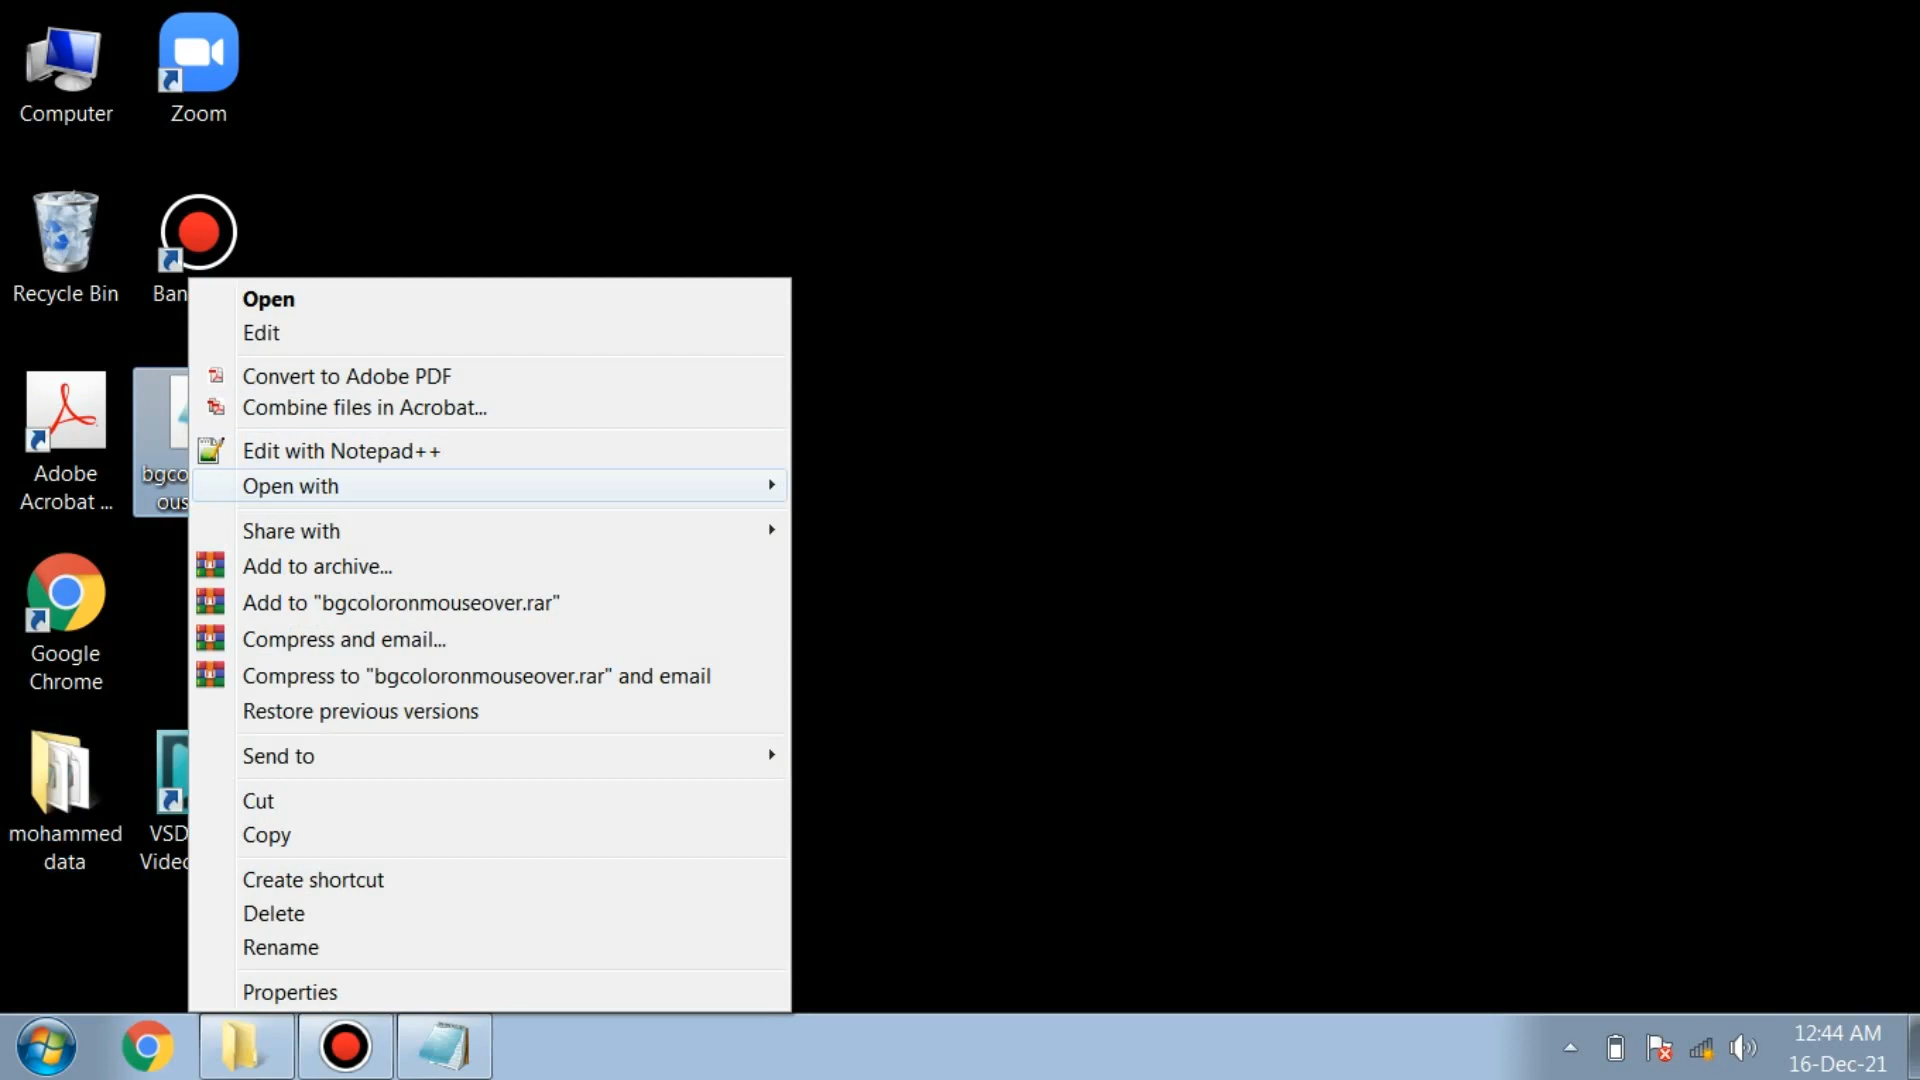 Computer
Zoom
Recycle Bin
Ban
Open
Edit
Convert to Adobe PDF
Combine files in Acrobat...
Edit with Notepad++
Open with
Share with
Add to archive...
Add to "bgcoloronmouseover.rar"
Compress and email...
Compress to "bgcoloronmouseover.rar" and email
Restore previous versions
Send to
Cut
Copy
Create shortcut
Delete
Rename
Properties
Adobe
Acrobat ...
bgco
ous
Google
Chrome
mohammed
data
VSD
Videc
12:44 AM
16-Dec-21